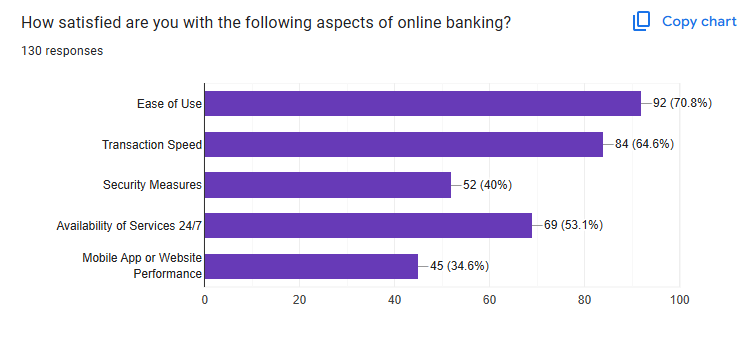 How satisfied are you with the following aspects of online banking?
Copy chart
130 responses
Ease of Use
92 (70.8%)
Transaction Speed
84 (64.6%)
Security Measures
52 (40%)
Availability of Services 24/7
69 (53.1%)
Mobile App or Website
Performance
45 (34.6%)
0
20
40
60
80
100